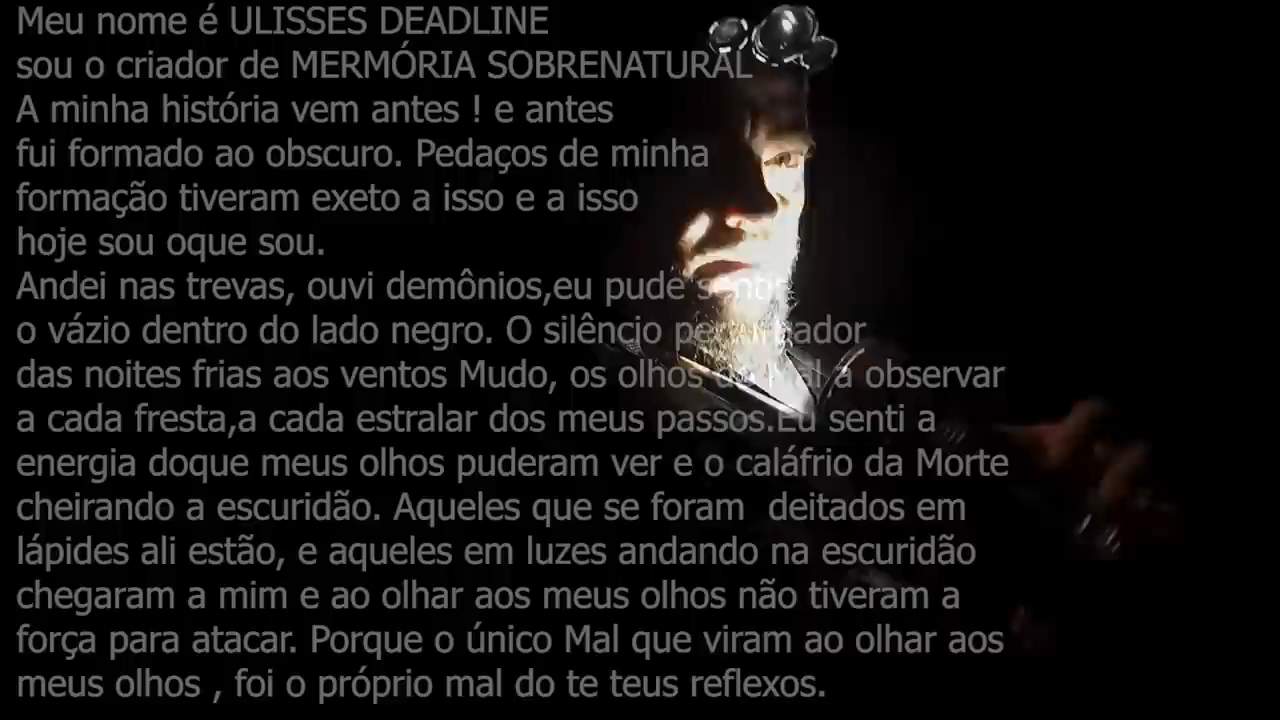 Meu nome é ULISSES DEADLINE
sou o criador de MERMÓRIA SOBRENATURAL
A minha história vem antes ! e antes
fui formado ao obscuro. Pedaços de minha
formação tiveram exeto a isso e a isso
hoje sou oque sou.
Andei nas trevas, ouvi demônios,eu pude sentir
o vázio dentro do lado negro. O silêncio
das noites frias aos ventos Mudo, os olhos do Mal a observar
a cada fresta,a cada estralar dos meus passos.Eu senti a
energia doque meus olhos puderam ver e o caláfrio da Morte
cheirando a escuridão. Aqueles que se foram  deitados em
lápides ali estão, e aqueles em luzes andando na escuridão
chegaram a mim e ao olhar aos meus olhos não tiveram a
força para atacar. Porque o único Mal que viram ao olhar aos
meus olhos , foi o próprio mal do te teus reflexos.